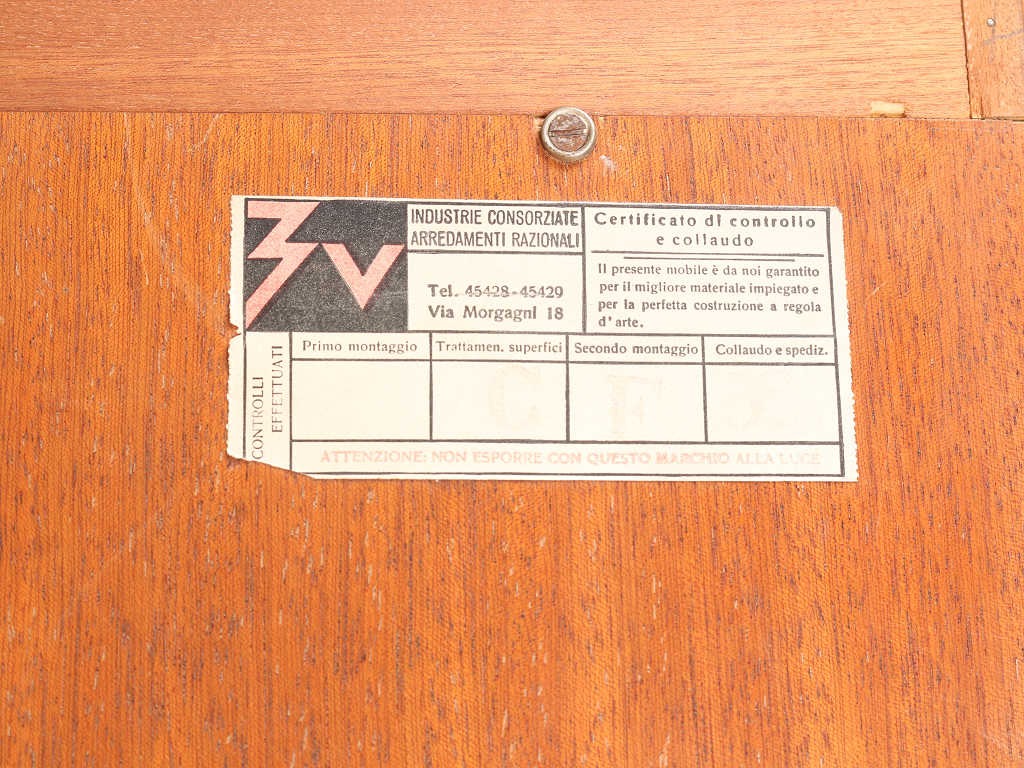 3V
INDUSTRIE CONSORZIATE
ARREDAMENTI RAZIONALI
Tel. 45428-45429
Via Morgagni 18
Certificato di controllo
e collaudo
Il presente mobile è da noi garantito
per il migliore materiale impiegato e
per la perfetta costruzione a regola
d'arte.
CONTROLLI
EFFETTUATI
Primo montaggio
Trattamen. superfici
Secondo montaggio
Collaudo e spediz.
C
F
ATTENZIONE: NON ESPORRE CON QUESTO MARCHIO ALLA LUCE